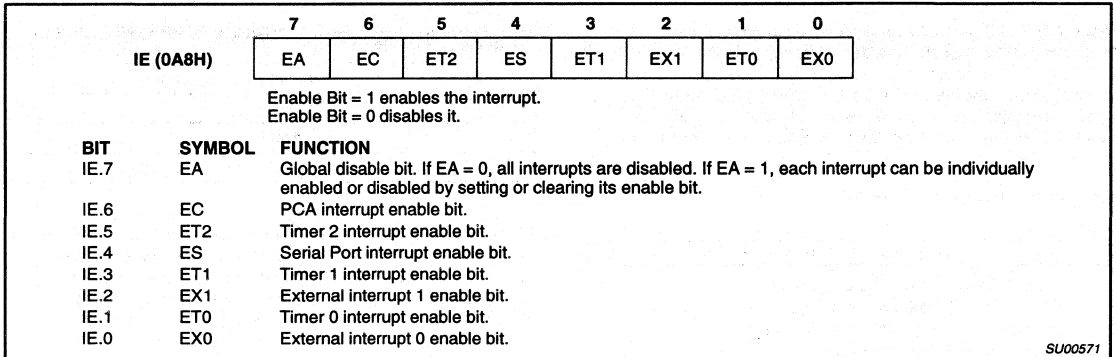 7 6 5 4 3 2 1 0
IE (0A8H) EA EC ET2 ES ET1 EX1 ET0 EX0
Enable Bit = 1 enables the interrupt.
Enable Bit = 0 disables it.
BIT SYMBOL FUNCTION
IE.7 EA Global disable bit. If EA = 0, all interrupts are disabled. If EA = 1, each interrupt can be individually
enabled or disabled by setting or clearing its enable bit.
IE.6 EC PCA interrupt enable bit.
IE.5 ET2 Timer 2 interrupt enable bit.
IE.4 ES Serial Port interrupt enable bit.
IE.3 ET1 Timer 1 interrupt enable bit.
IE.2 EX1 External interrupt 1 enable bit.
IE.1 ET0 Timer 0 interrupt enable bit.
IE.0 EX0 External interrupt 0 enable bit.
SU00571